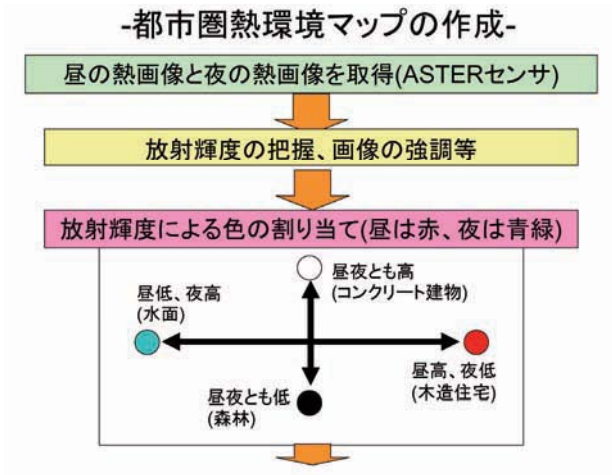 -都市圏熱環境マップの作成-
昼の熱画像と夜の熱画像を取得(ASTERセンサ)
放射輝度の把握、画像の強調等
放射輝度による色の割り当て(昼は赤、夜は青緑)
昼夜とも高
(コンクリート建物)
昼低、夜高
(水面)
昼高、夜低
(木造住宅)
昼夜とも低
(森林)